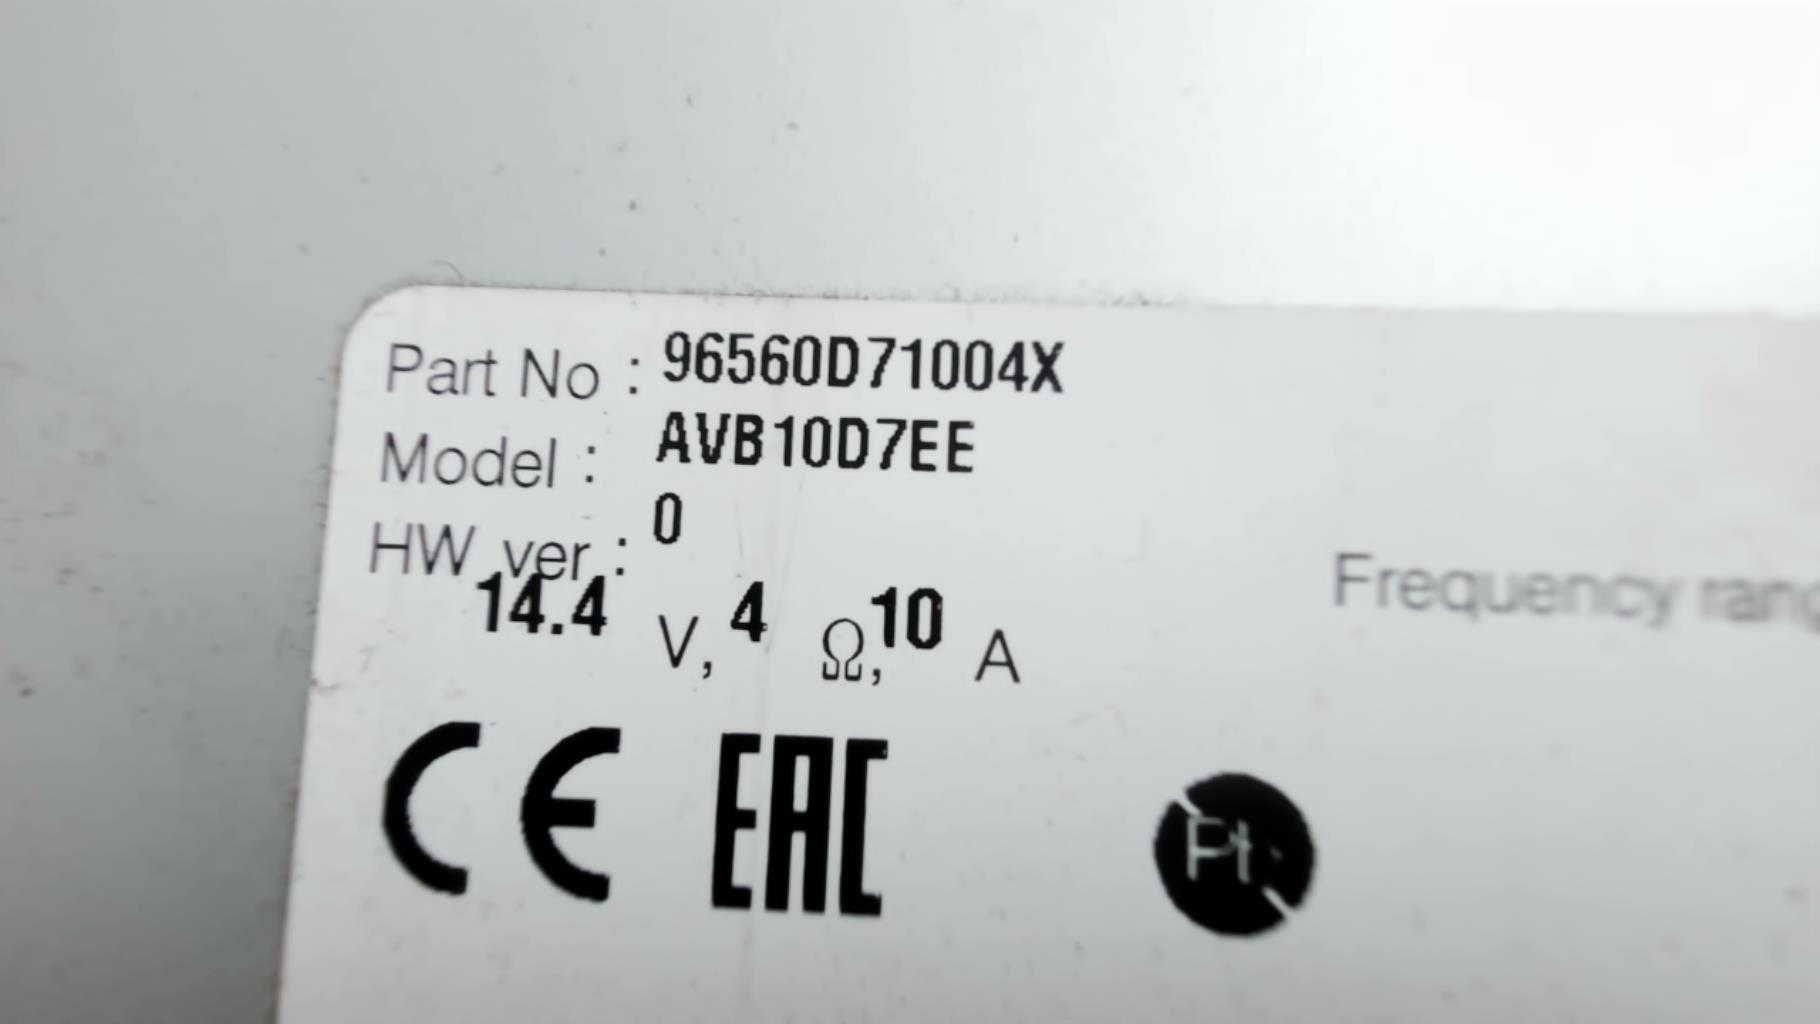 Part No : 96560D71004X
Model : AVB10D7EE
HW ver. : 0
14.4 V, 4 Ω, 10 A
Frequency
CE EAC Pt